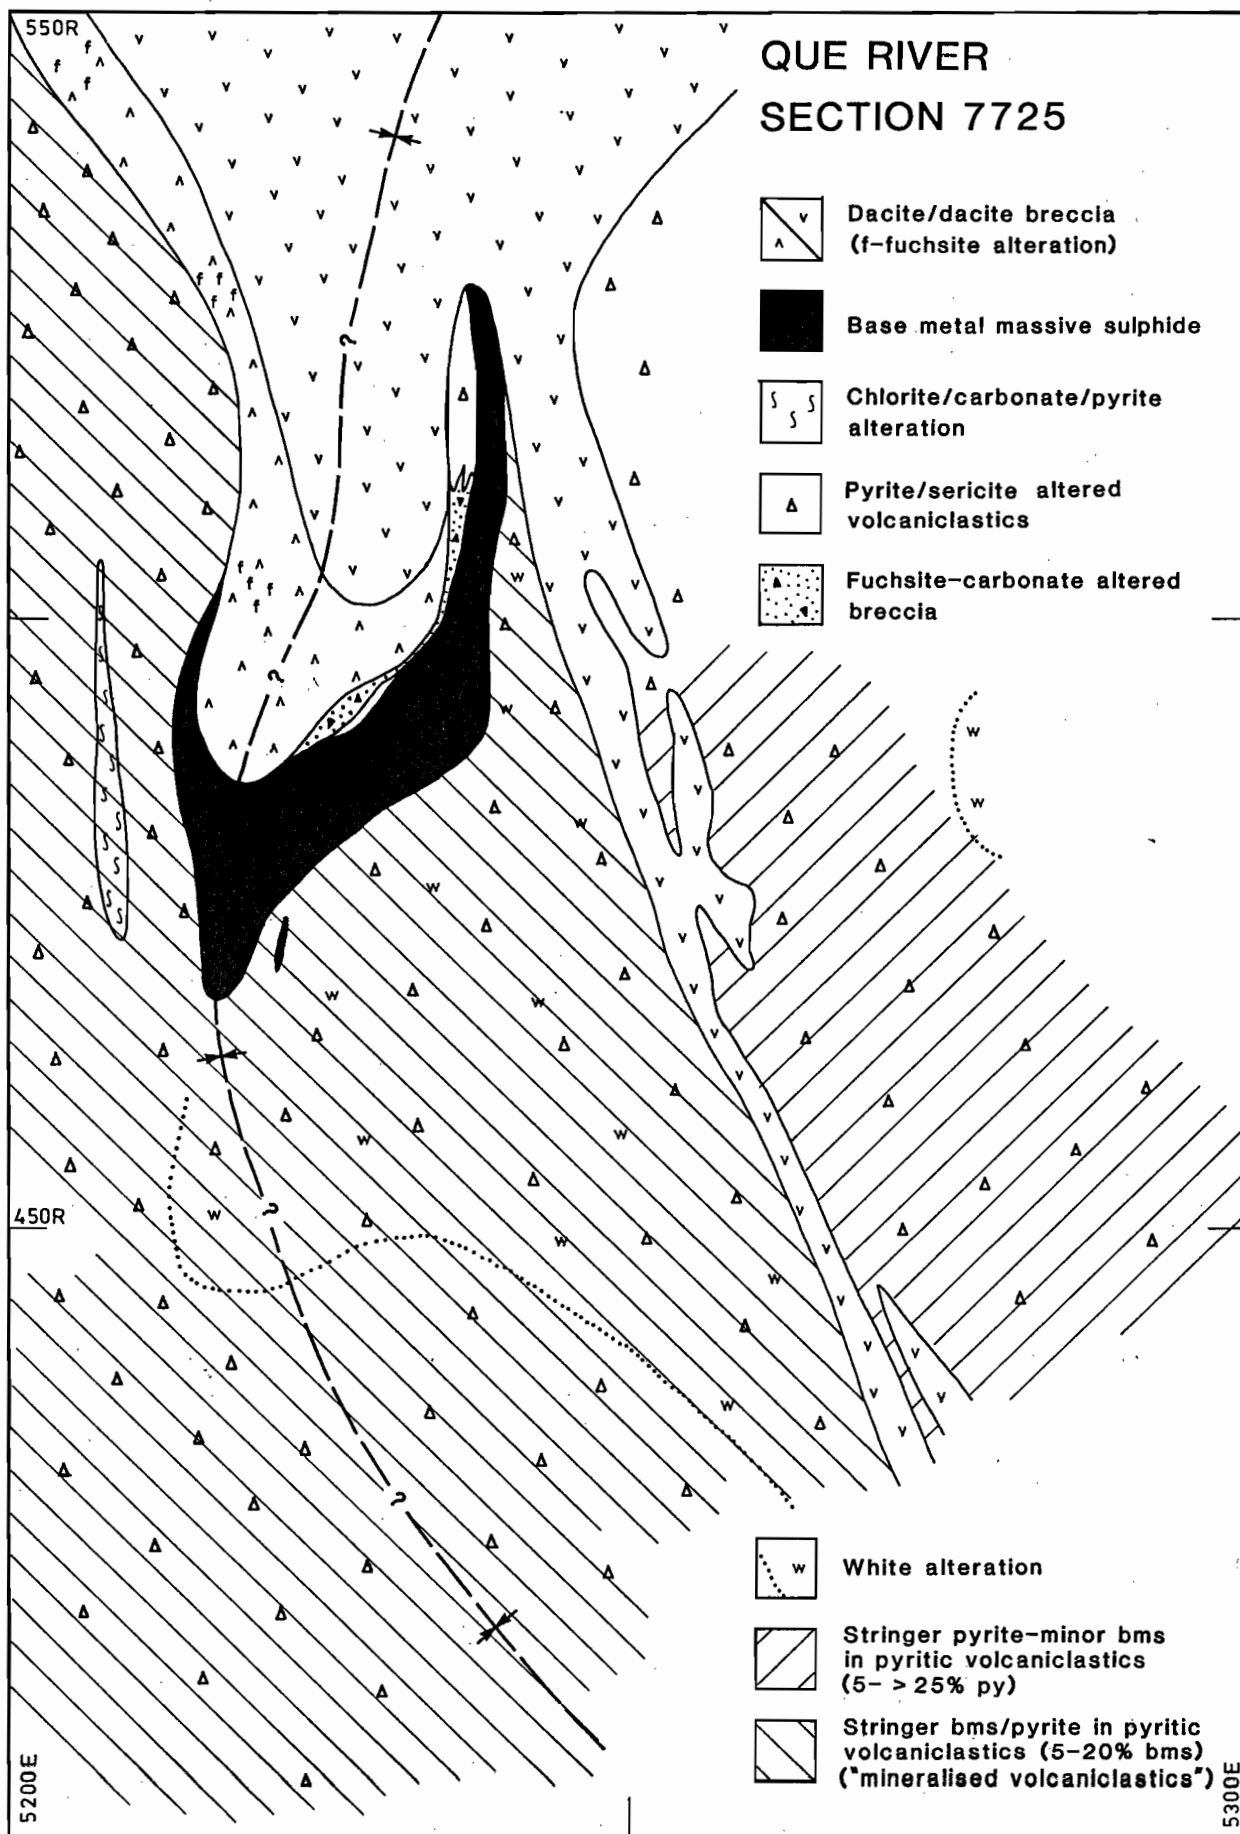 550R
QUE RIVER
SECTION 7725
Dacite/dacite breccia
(f-fuchsite alteration)
Base metal massive sulphide
Chlorite/carbonate/pyrite
alteration
Pyrite/sericite altered
volcaniclastics
Fuchsite-carbonate altered
breccia
450R
White alteration
Stringer pyrite-minor bms
in pyritic volcaniclastics
(5- > 25% py)
Stringer bms/pyrite in pyritic
volcaniclastics (5-20% bms)
("mineralised volcaniclastics")
5200E
5300E